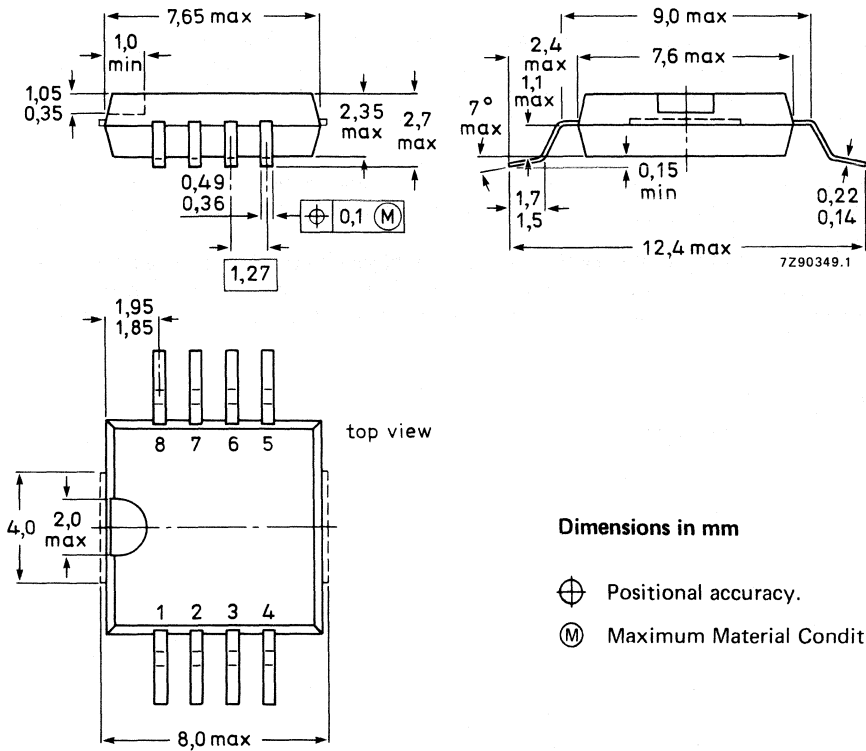 7,65 max
1,0
min
1,05
0,35
2,35
max
2,7
max
0,49
0,36
0,1 Ⓜ
1,27
9,0 max
2,4
max
7,6 max
1,1
max
7°
max
0,15
min
1,7
1,5
0,22
0,14
12,4 max
7Z90349.1
1,95
1,85
8 7 6 5
top view
4,0
2,0
max
1 2 3 4
8,0 max
Dimensions in mm
Positional accuracy.
Ⓜ Maximum Material Condit